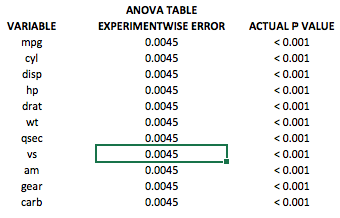 ANOVA TABLE
VARIABLE EXPERIMENTWISE ERROR ACTUAL P VALUE
mpg 0.0045 < 0.001
cyl 0.0045 < 0.001
disp 0.0045 < 0.001
hp 0.0045 < 0.001
drat 0.0045 < 0.001
wt 0.0045 < 0.001
qsec 0.0045 < 0.001
vs 0.0045 < 0.001
am 0.0045 < 0.001
gear 0.0045 < 0.001
carb 0.0045 < 0.001